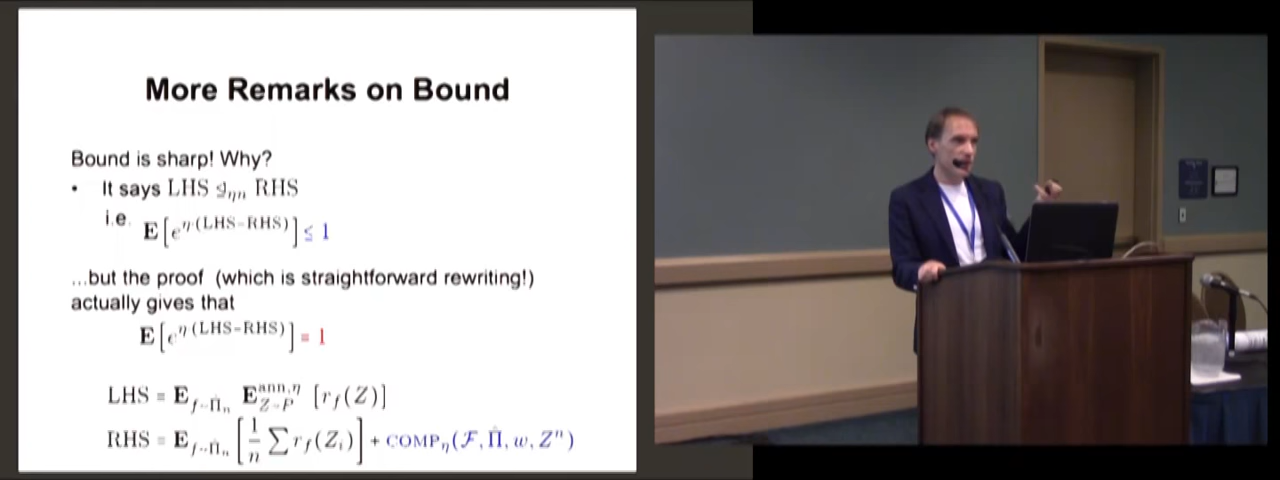 More Remarks on Bound
Bound is sharp! Why?
• It says LHS ⊴_{ηn} RHS
i.e. E[e^{η·(LHS−RHS)}] ≤ 1
...but the proof (which is straightforward rewriting!)
actually gives that
E[e^{η·(LHS−RHS)}] = 1
LHS = E_{f∼Π̂_n} E^{ann,η}_{Z∼P} [r_f(Z)]
RHS = E_{f∼Π̂_n} [1/n ∑ r_f(Z_i)] + COMP_η(F, Π̂, w, Z^n)